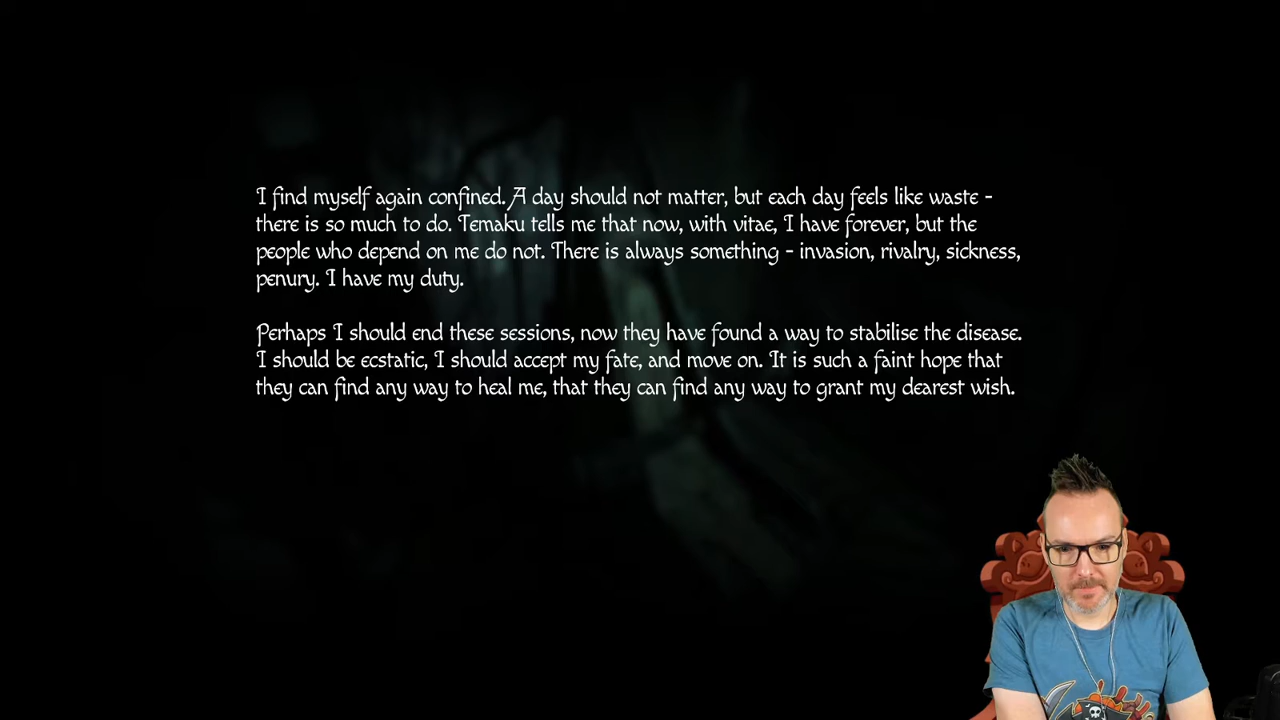 I find myself again confined. A day should not matter, but each day feels like waste -
there is so much to do. Temaku tells me that now, with vitae, I have forever, but the
people who depend on me do not. There is always something - invasion, rivalry, sickness,
penury. I have my duty.
Perhaps I should end these sessions, now they have found a way to stabilise the disease.
I should be ecstatic, I should accept my fate, and move on. It is such a faint hope that
they can find any way to heal me, that they can find any way to grant my dearest wish.